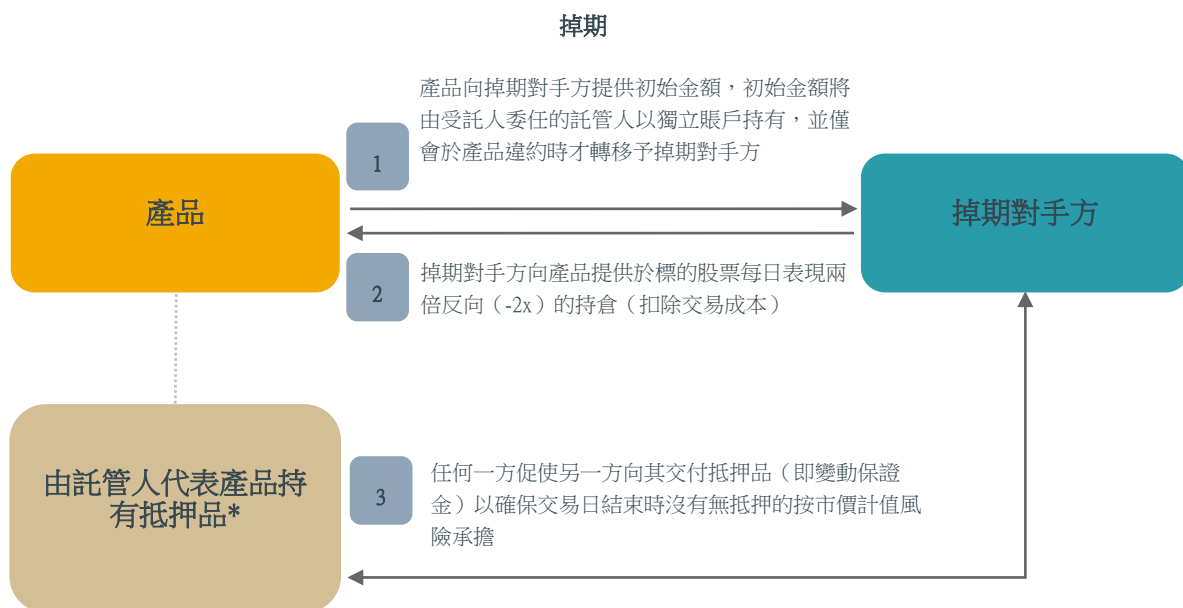 掉期
產品向掉期對手方提供初始金額，初始金額將
由受託人委任的託管人以獨立賬戶持有，並僅
會於產品違約時才轉移予掉期對手方
1
產品
掉期對手方
2
掉期對手方向產品提供於標的股票每日表現兩
倍反向（-2x）的持倉（扣除交易成本）
由託管人代表產品持
有抵押品*
3
任何一方促使另一方向其交付抵押品（即變動保證
金）以確保交易日結束時沒有無抵押的按市價計值風
險承擔